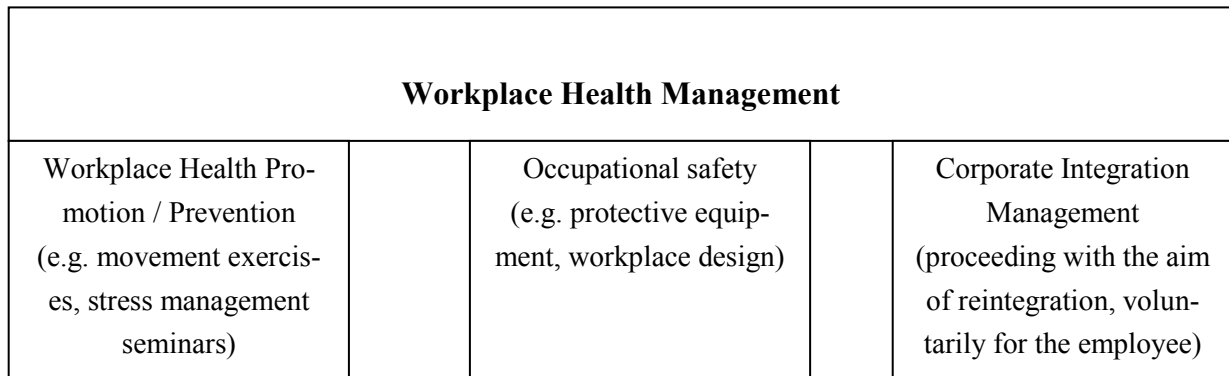 Workplace Health Management
Workplace Health Pro-
motion / Prevention
(e.g. movement exercis-
es, stress management
seminars)
Occupational safety
(e.g. protective equip-
ment, workplace design)
Corporate Integration
Management
(proceeding with the aim
of reintegration, volun-
tarily for the employee)